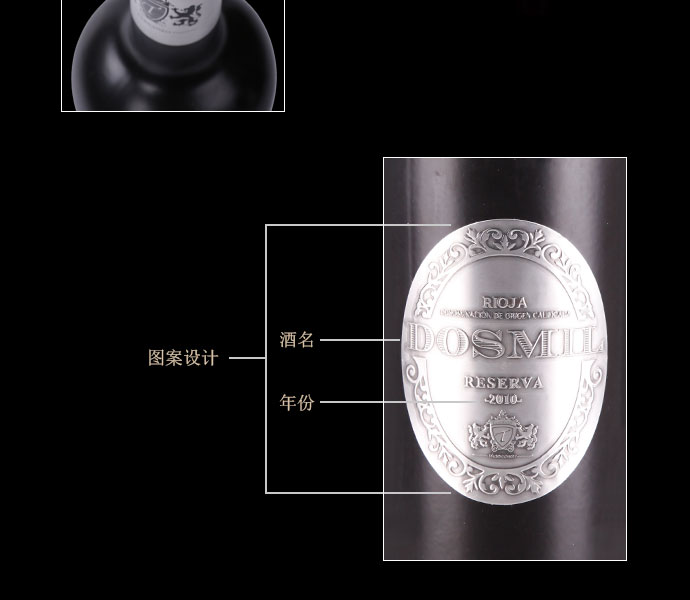 RIOJA
DENOMINACIÓN DE ORIGEN CALIFICADA
酒名
DOSMIL
图案设计
RESERVA
年份
-2010-